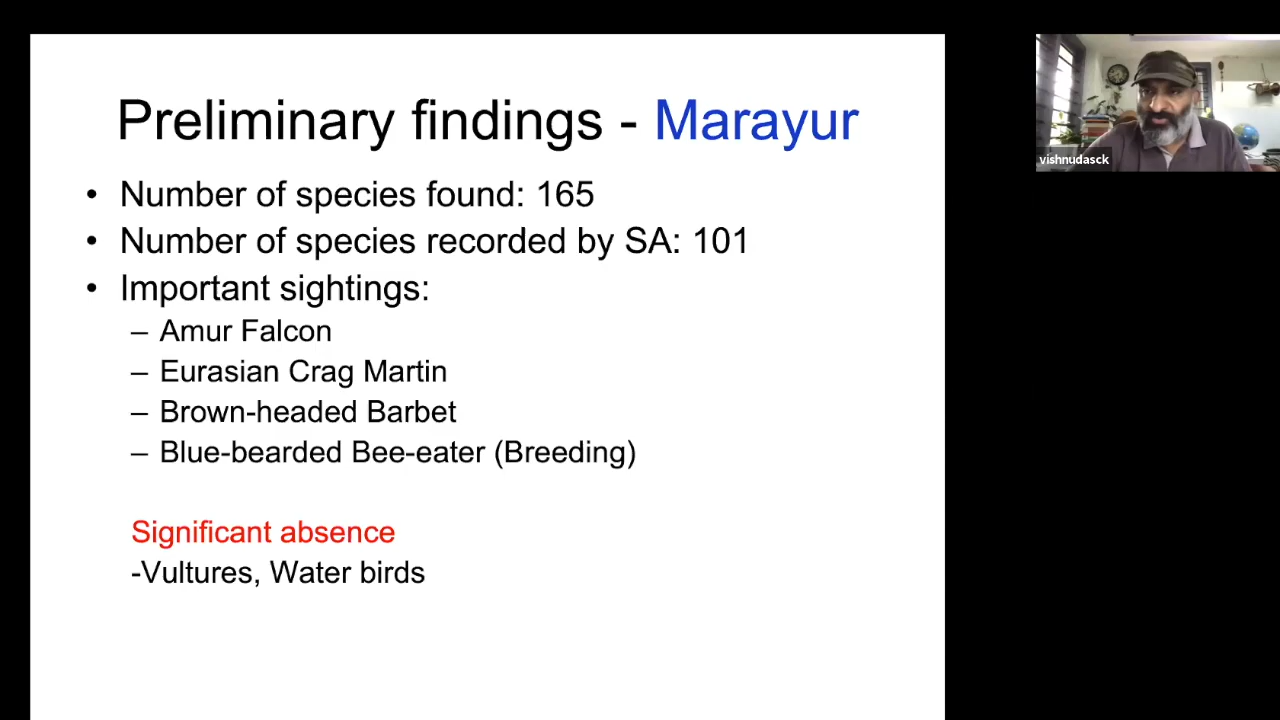 Preliminary findings - Marayur
• Number of species found: 165
• Number of species recorded by SA: 101
• Important sightings:
– Amur Falcon
– Eurasian Crag Martin
– Brown-headed Barbet
– Blue-bearded Bee-eater (Breeding)
Significant absence
-Vultures, Water birds
vishnudasck